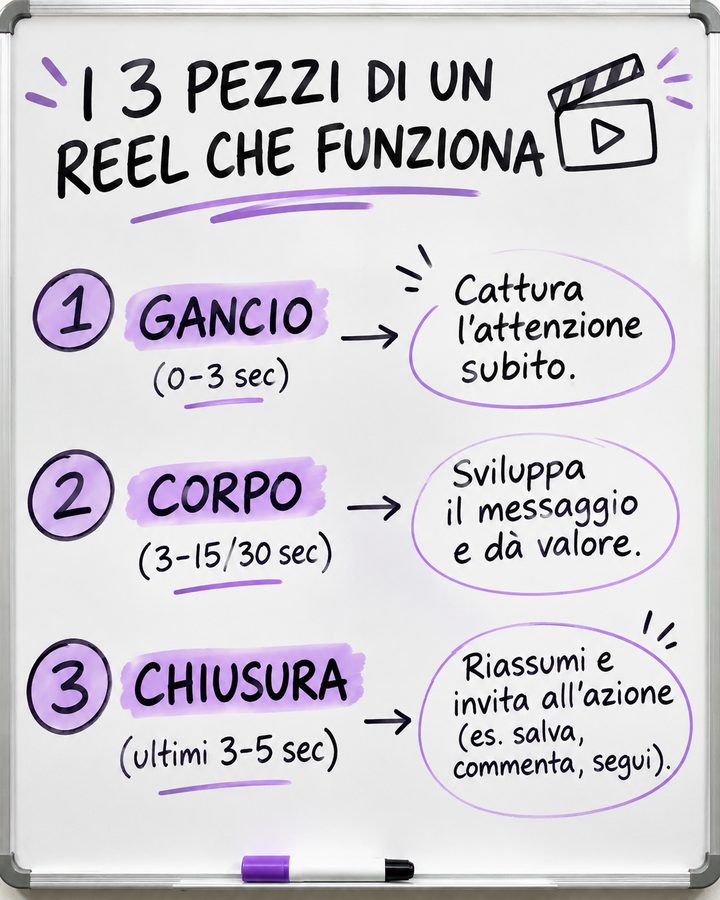 I 3 PEZZI DI UN
REEL CHE FUNZIONA
1
GANCIO
(0-3 sec)
Cattura
l'attenzione
subito.
2
CORPO
(3-15/30 sec)
Sviluppa
il messaggio
e dà valore.
3
CHIUSURA
(ultimi 3-5 sec)
Riassumi e
invita all'azione
(es. salva,
commenta, segui).